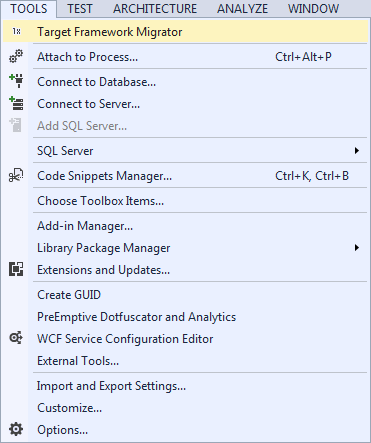 TOOLS TEST ARCHITECTURE ANALYZE WINDOW
1x Target Framework Migrator
Attach to Process... Ctrl+Alt+P
Connect to Database...
Connect to Server...
Add SQL Server...
SQL Server
Code Snippets Manager... Ctrl+K, Ctrl+B
Choose Toolbox Items...
Add-in Manager...
Library Package Manager
Extensions and Updates...
Create GUID
PreEmptive Dotfuscator and Analytics
WCF Service Configuration Editor
External Tools...
Import and Export Settings...
Customize...
Options...